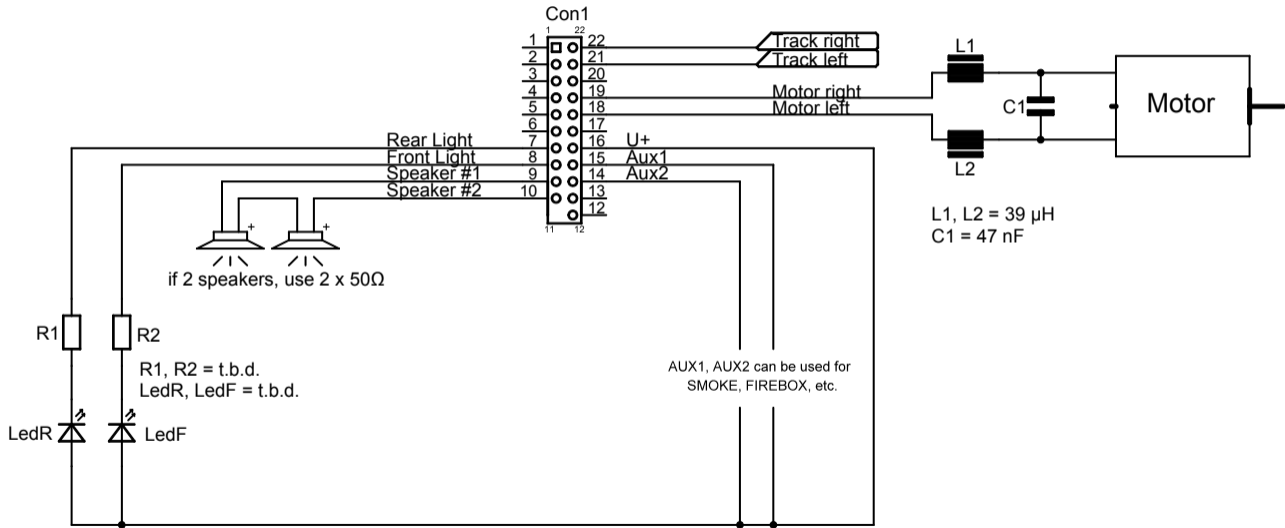 Con1
1 22
1 22 Track right
2 21 Track left
3 20
4 19 Motor right
5 18 Motor left
6 17
Rear Light 7 16 U+
Front Light 8 15 Aux1
Speaker #1 9 14 Aux2
Speaker #2 10 13
12
11 12
+ +
if 2 speakers, use 2 x 50Ω
L1
C1
Motor
L2
L1, L2 = 39 µH
C1 = 47 nF
R1 R2
R1, R2 = t.b.d.
LedR, LedF = t.b.d.
LedR LedF
AUX1, AUX2 can be used for
SMOKE, FIREBOX, etc.